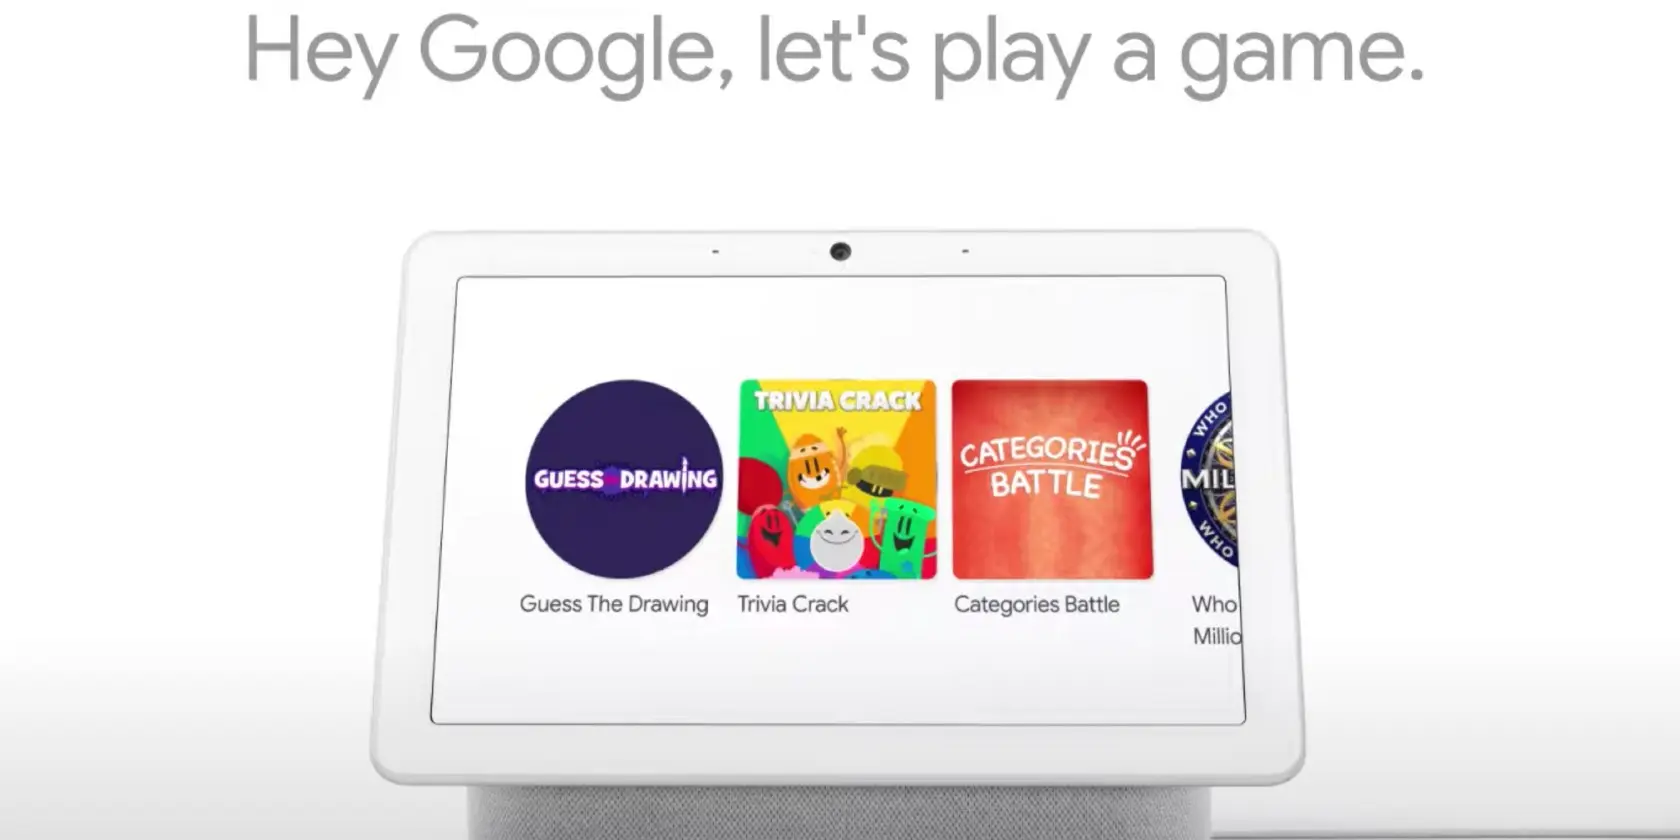 Hey Google, let's play a game.
GUESS DRAWING
TRIVIA CRACK
CATEGORIES
BATTLE
WHO
MIL
WHO
Guess The Drawing
Trivia Crack
Categories Battle
Who
Millio